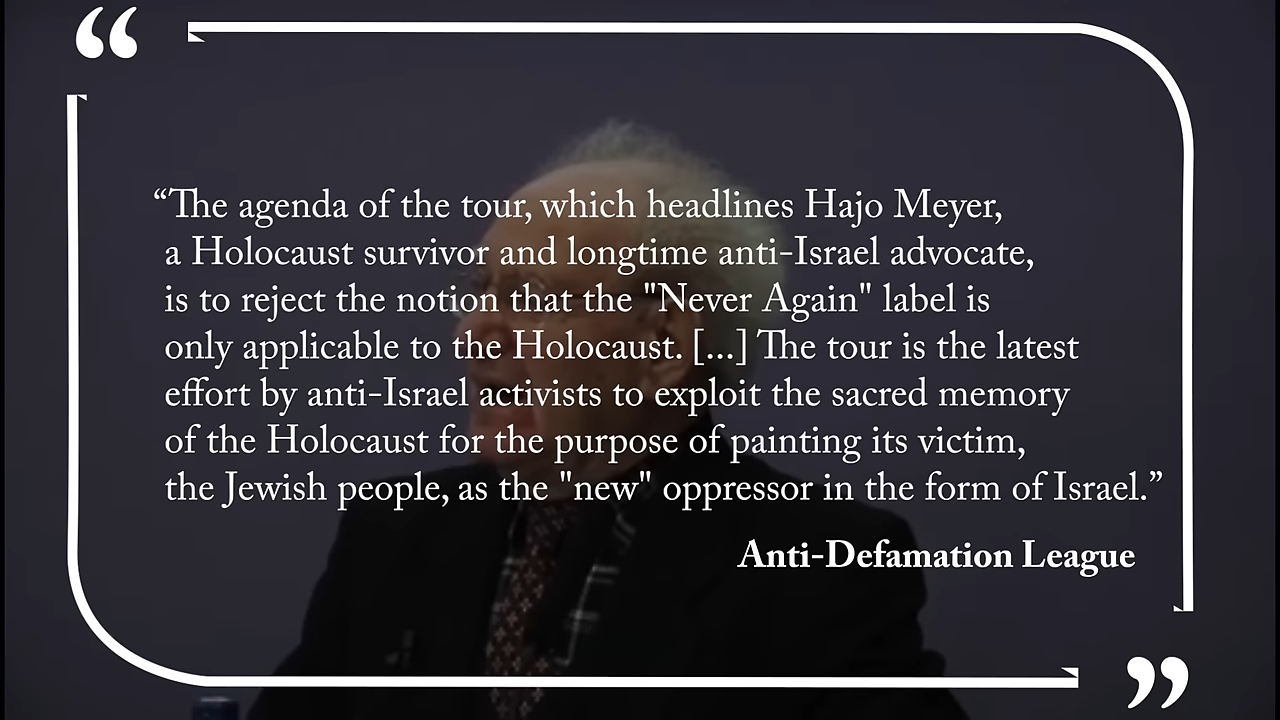 “The agenda of the tour, which headlines Hajo Meyer,
a Holocaust survivor and longtime anti-Israel advocate,
is to reject the notion that the "Never Again" label is
only applicable to the Holocaust. [...] The tour is the latest
effort by anti-Israel activists to exploit the sacred memory
of the Holocaust for the purpose of painting its victim,
the Jewish people, as the "new" oppressor in the form of Israel.”
Anti-Defamation League